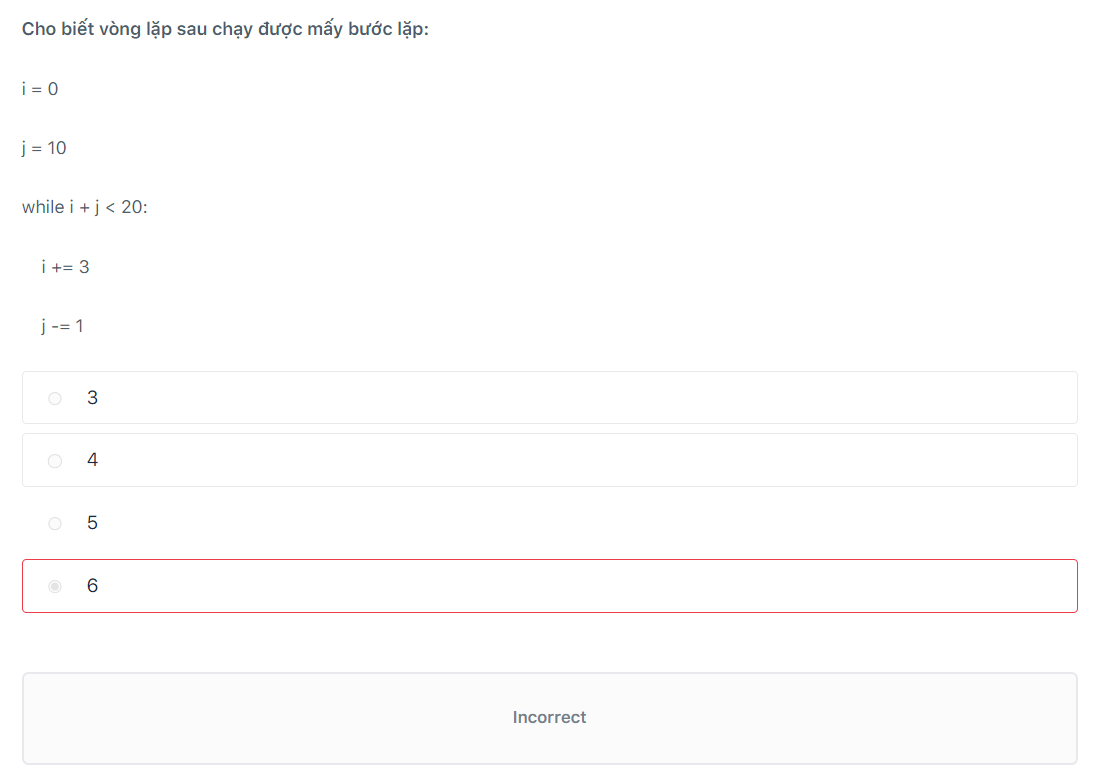 Cho biết vòng lặp sau chạy được mấy bước lặp:
i = 0
j = 10
while i + j < 20:
i += 3
j -= 1
3
4
5
6
Incorrect